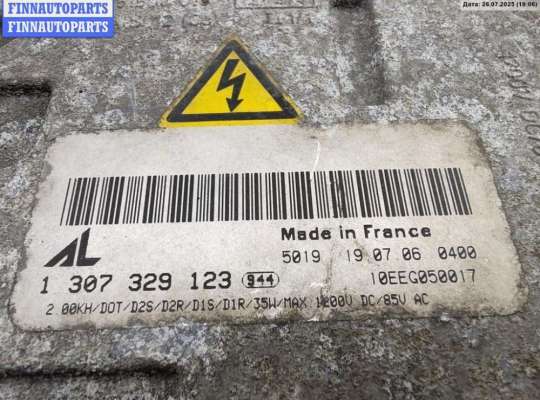 FINNAUTOPARTS
FINNAUTOPARTS
Дата: 26.07.2025 (19:06)
Made in France
AL
5019 19.07.06 0400
1 307 329 123 944
10EEG050017
2.00KH/DOT/D2S/D2R/D1S/D1R/35W/MAX 1200V DC/85V AC